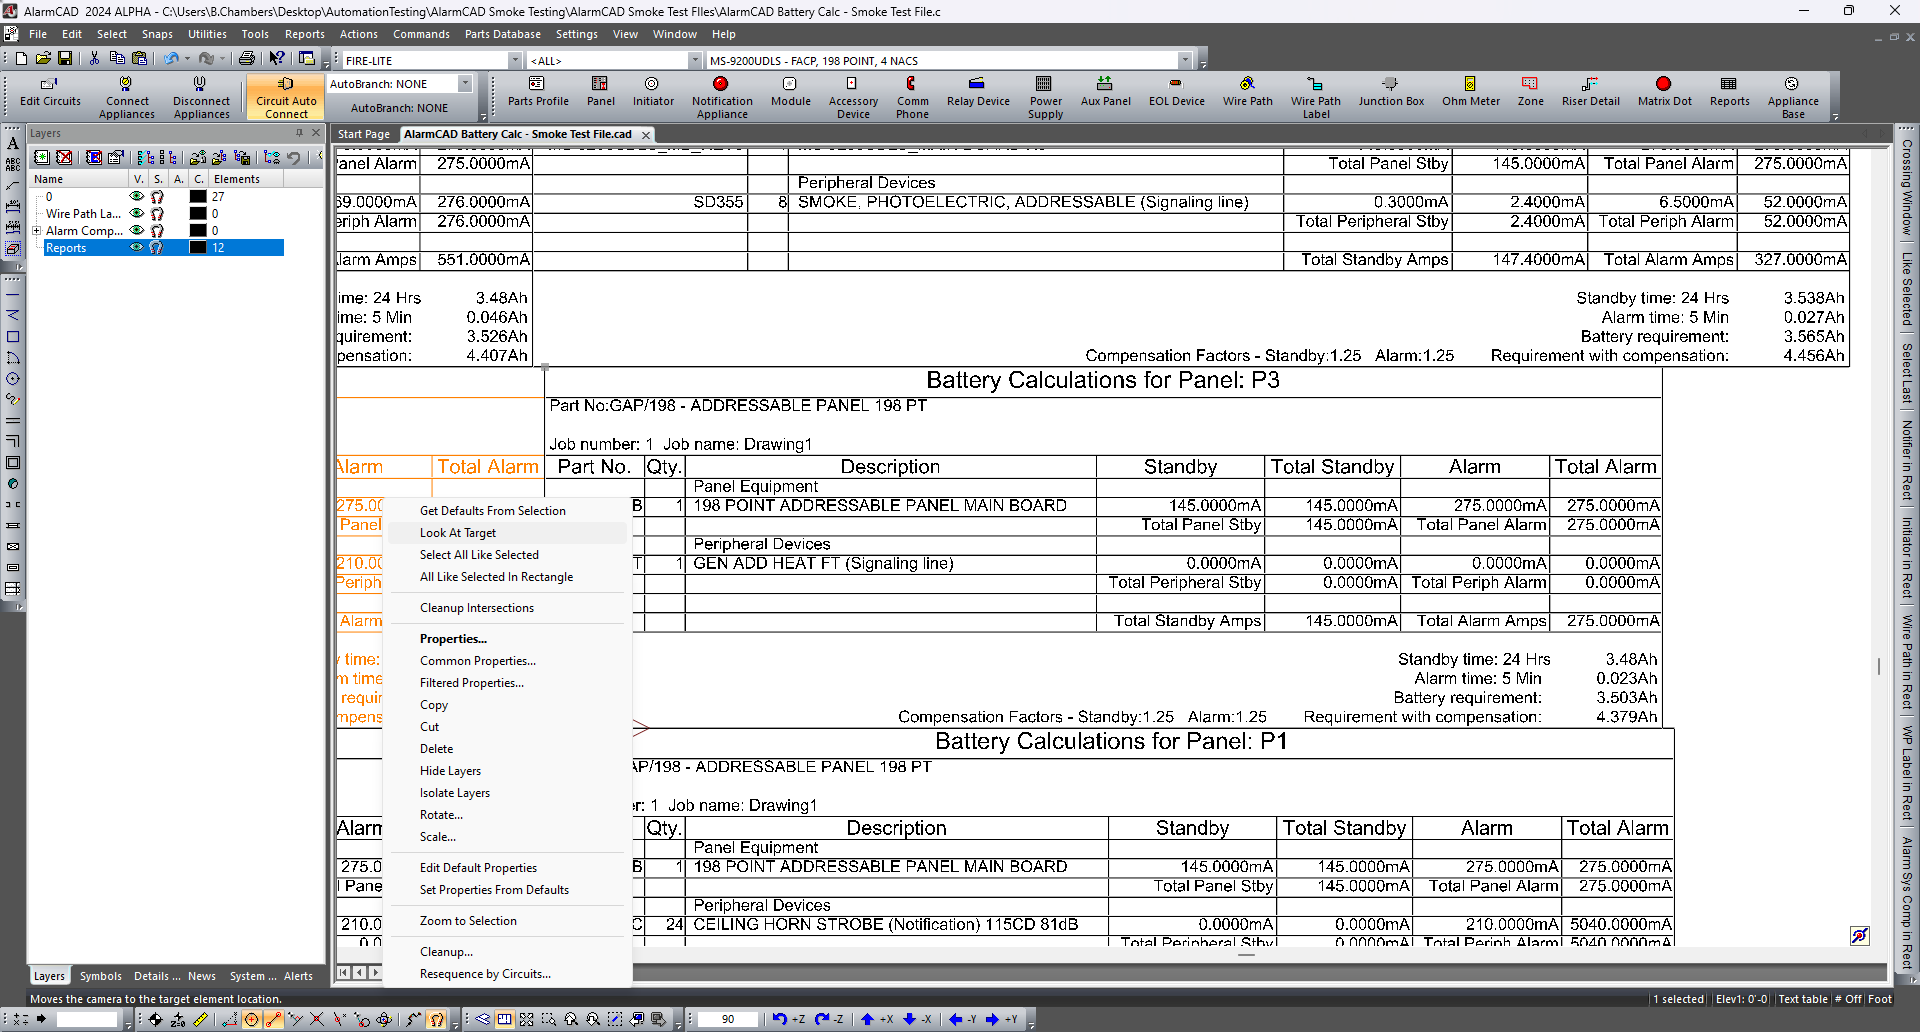 AlarmCAD 2024 ALPHA - C:\Users\B.Chambers\Desktop\AutomationTesting\AlarmCAD Smoke Testing\AlarmCAD Smoke Test FIles\AlarmCAD Battery Calc - Smoke Test File.c
File Edit Select Snaps Utilities Tools Reports Actions Commands Parts Database Settings View Window Help
FIRE-LITE <ALL> MS-9200UDLS - FACP, 198 POINT, 4 NACS
Edit Circuits
Connect Appliances
Disconnect Appliances
Circuit Auto Connect
AutoBranch: NONE
AutoBranch: NONE
Parts Profile
Panel
Initiator
Notification Appliance
Module
Accessory Device
Comm Phone
Relay Device
Power Supply
Aux Panel
EOL Device
Wire Path
Wire Path Label
Junction Box
Ohm Meter
Zone
Riser Detail
Matrix Dot
Reports
Appliance Base
Layers
Start Page AlarmCAD Battery Calc - Smoke Test File.cad
Name V. S. A. C. Elements
0 27
Wire Path La... 0
Alarm Comp... 0
Reports 12
Layers Symbols Details ... News System ... Alerts
anel Alarm 275.0000mA
69.0000mA 276.0000mA
eriph Alarm 276.0000mA
larm Amps 551.0000mA
ime: 24 Hrs 3.48Ah
ime: 5 Min 0.046Ah
quirement: 3.526Ah
pensation: 4.407Ah
Total Panel Stby 145.0000mA Total Panel Alarm 275.0000mA
Peripheral Devices
SD355 8 SMOKE, PHOTOELECTRIC, ADDRESSABLE (Signaling line) 0.3000mA 2.4000mA 6.5000mA 52.0000mA
Total Peripheral Stby 2.4000mA Total Periph Alarm 52.0000mA
Total Standby Amps 147.4000mA Total Alarm Amps 327.0000mA
Standby time: 24 Hrs 3.538Ah
Alarm time: 5 Min 0.027Ah
Battery requirement: 3.565Ah
Compensation Factors - Standby:1.25 Alarm:1.25 Requirement with compensation: 4.456Ah
Battery Calculations for Panel: P3
Part No:GAP/198 - ADDRESSABLE PANEL 198 PT
Job number: 1 Job name: Drawing1
Alarm Total Alarm
Part No. Qty. Description Standby Total Standby Alarm Total Alarm
Panel Equipment
275.00
B 1 198 POINT ADDRESSABLE PANEL MAIN BOARD 145.0000mA 145.0000mA 275.0000mA 275.0000mA
Panel
Total Panel Stby 145.0000mA Total Panel Alarm 275.0000mA
Peripheral Devices
210.00
T 1 GEN ADD HEAT FT (Signaling line) 0.0000mA 0.0000mA 0.0000mA 0.0000mA
Periph
Total Peripheral Stby 0.0000mA Total Periph Alarm 0.0000mA
Alarm
Total Standby Amps 145.0000mA Total Alarm Amps 275.0000mA
y time:
Standby time: 24 Hrs 3.48Ah
m time
Alarm time: 5 Min 0.023Ah
requir
Battery requirement: 3.503Ah
mpens
Compensation Factors - Standby:1.25 Alarm:1.25 Requirement with compensation: 4.379Ah
Battery Calculations for Panel: P1
AP/198 - ADDRESSABLE PANEL 198 PT
er: 1 Job name: Drawing1
Alarm Qty. Description Standby Total Standby Alarm Total Alarm
Panel Equipment
275.0 B 1 198 POINT ADDRESSABLE PANEL MAIN BOARD 145.0000mA 145.0000mA 275.0000mA 275.0000mA
l Pane Total Panel Stby 145.0000mA Total Panel Alarm 275.0000mA
Peripheral Devices
210.0 C 24 CEILING HORN STROBE (Notification) 115CD 81dB 0.0000mA 0.0000mA 210.0000mA 5040.0000mA
0.0 Total Peripheral Stby 0.0000mA Total Periph Alarm 5040.0000mA
Get Defaults From Selection
Look At Target
Select All Like Selected
All Like Selected In Rectangle
Cleanup Intersections
Properties...
Common Properties...
Filtered Properties...
Copy
Cut
Delete
Hide Layers
Isolate Layers
Rotate...
Scale...
Edit Default Properties
Set Properties From Defaults
Zoom to Selection
Cleanup...
Resequence by Circuits...
Crossing Window
Like Selected
Select Last
Notifier in Rect
Initiator in Rect
Wire Path in Rect
WP Label in Rect
Alarm Sys Comp in Rect
Moves the camera to the target element location.
1 selected Elev1: 0'-0 Text table # Off Foot
90 +Z -Z +X -X -Y +Y